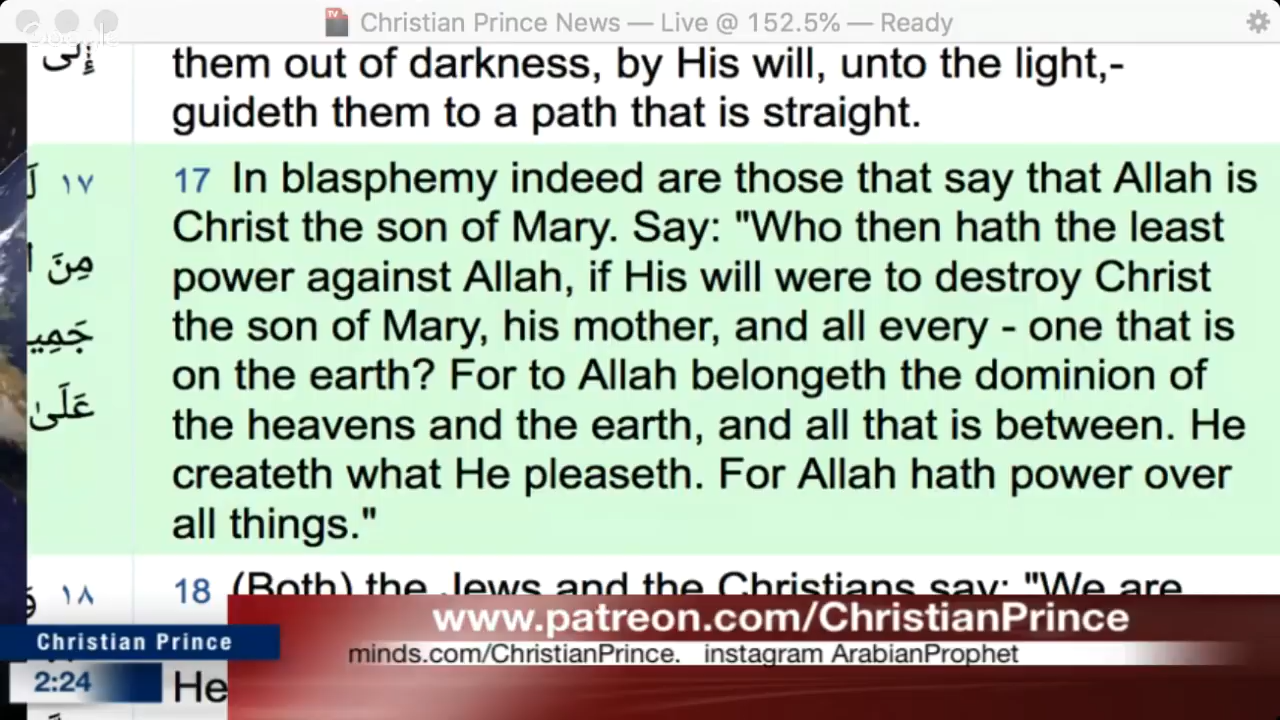 Christian Prince News — Live @ 152.5% — Ready
Google
إِلَى
them out of darkness, by His will, unto the light,-
guideth them to a path that is straight.
١٧
17 In blasphemy indeed are those that say that Allah is
Christ the son of Mary. Say: "Who then hath the least
مِنَ
power against Allah, if His will were to destroy Christ
the son of Mary, his mother, and all every - one that is
on the earth? For to Allah belongeth the dominion of
عَلَىٰ
the heavens and the earth, and all that is between. He
createth what He pleaseth. For Allah hath power over
all things."
١٨
18 (Both) the Jews and the Christians say: "We are
www.patreon.com/ChristianPrince
Christian Prince
minds.com/ChristianPrince. instagram ArabianProphet
2:24
He